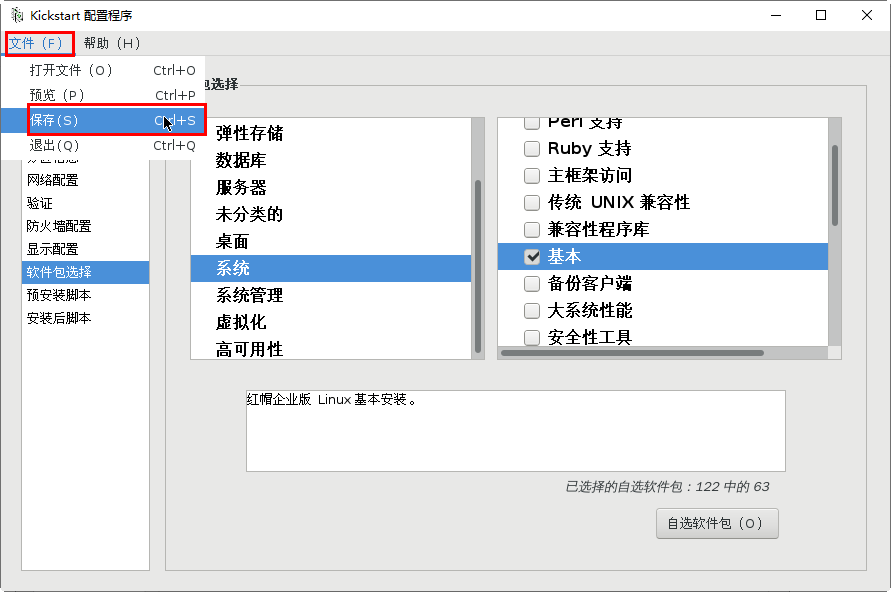 Kickstart 配置程序
文件（F） 帮助（H）
打开文件（O） Ctrl+O
预览（P） Ctrl+P
保存(S) Ctrl+S
退出(Q) Ctrl+Q
网络配置
验证
防火墙配置
显示配置
软件包选择
预安装脚本
安装后脚本
包选择
弹性存储
数据库
服务器
未分类的
桌面
系统
系统管理
虚拟化
高可用性
Perl 支持
Ruby 支持
主框架访问
传统 UNIX 兼容性
兼容性程序库
基本
备份客户端
大系统性能
安全性工具
红帽企业版 Linux 基本安装。
已选择的自选软件包：122 中的 63
自选软件包（O）